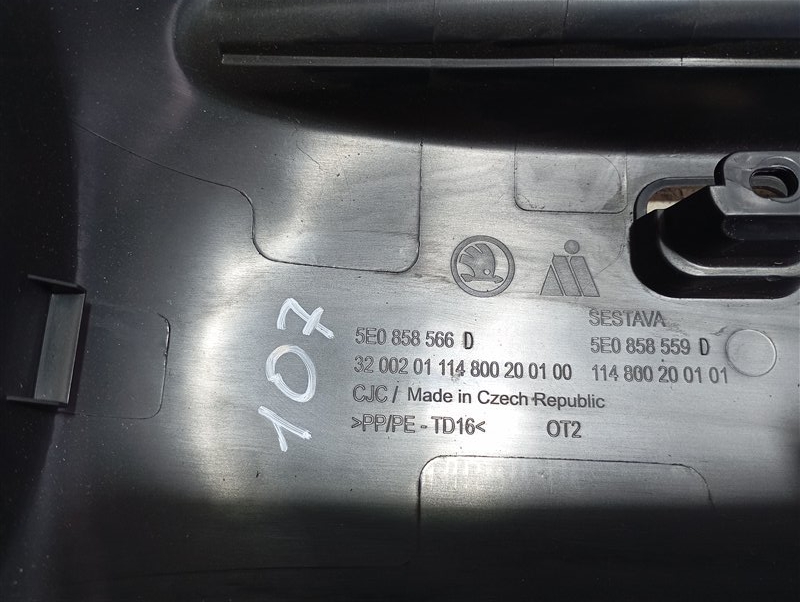 107
SESTAVA
5E0 858 566 D 5E0 858 559 D
32 002 01 114 800 20 01 00 114 800 20 01 01
CJC / Made in Czech Republic
>PP/PE - TD16< OT2